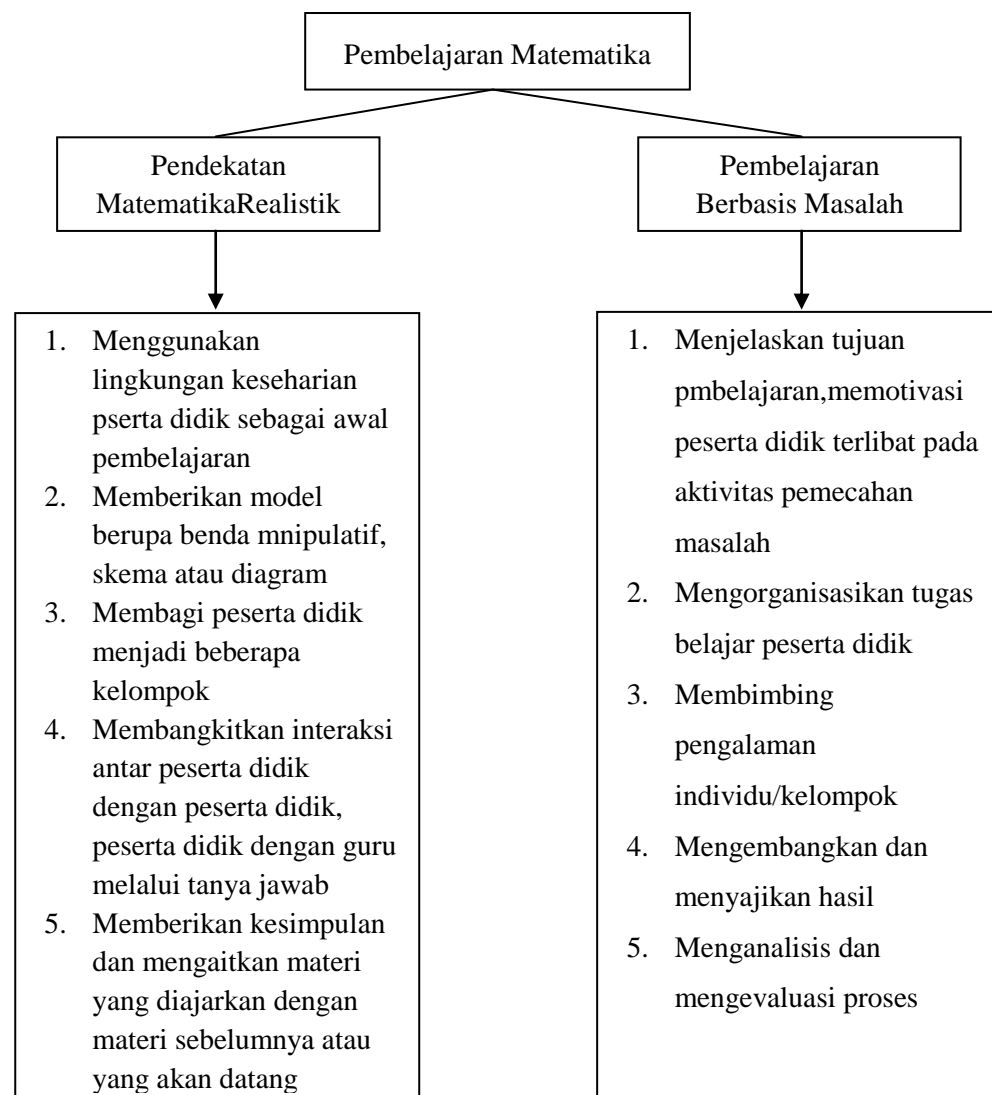 Pembelajaran Matematika
Pendekatan
MatematikaRealistik
Pembelajaran
Berbasis Masalah
1. Menggunakan
lingkungan keseharian
pserta didik sebagai awal
pembelajaran
2. Memberikan model
berupa benda mnipulatif,
skema atau diagram
3. Membagi peserta didik
menjadi beberapa
kelompok
4. Membangkitkan interaksi
antar peserta didik
dengan peserta didik,
peserta didik dengan guru
melalui tanya jawab
5. Memberikan kesimpulan
dan mengaitkan materi
yang diajarkan dengan
materi sebelumnya atau
yang akan datang
1. Menjelaskan tujuan
pmbelajaran,memotivasi
peserta didik terlibat pada
aktivitas pemecahan
masalah
2. Mengorganisasikan tugas
belajar peserta didik
3. Membimbing
pengalaman
individu/kelompok
4. Mengembangkan dan
menyajikan hasil
5. Menganalisis dan
mengevaluasi proses